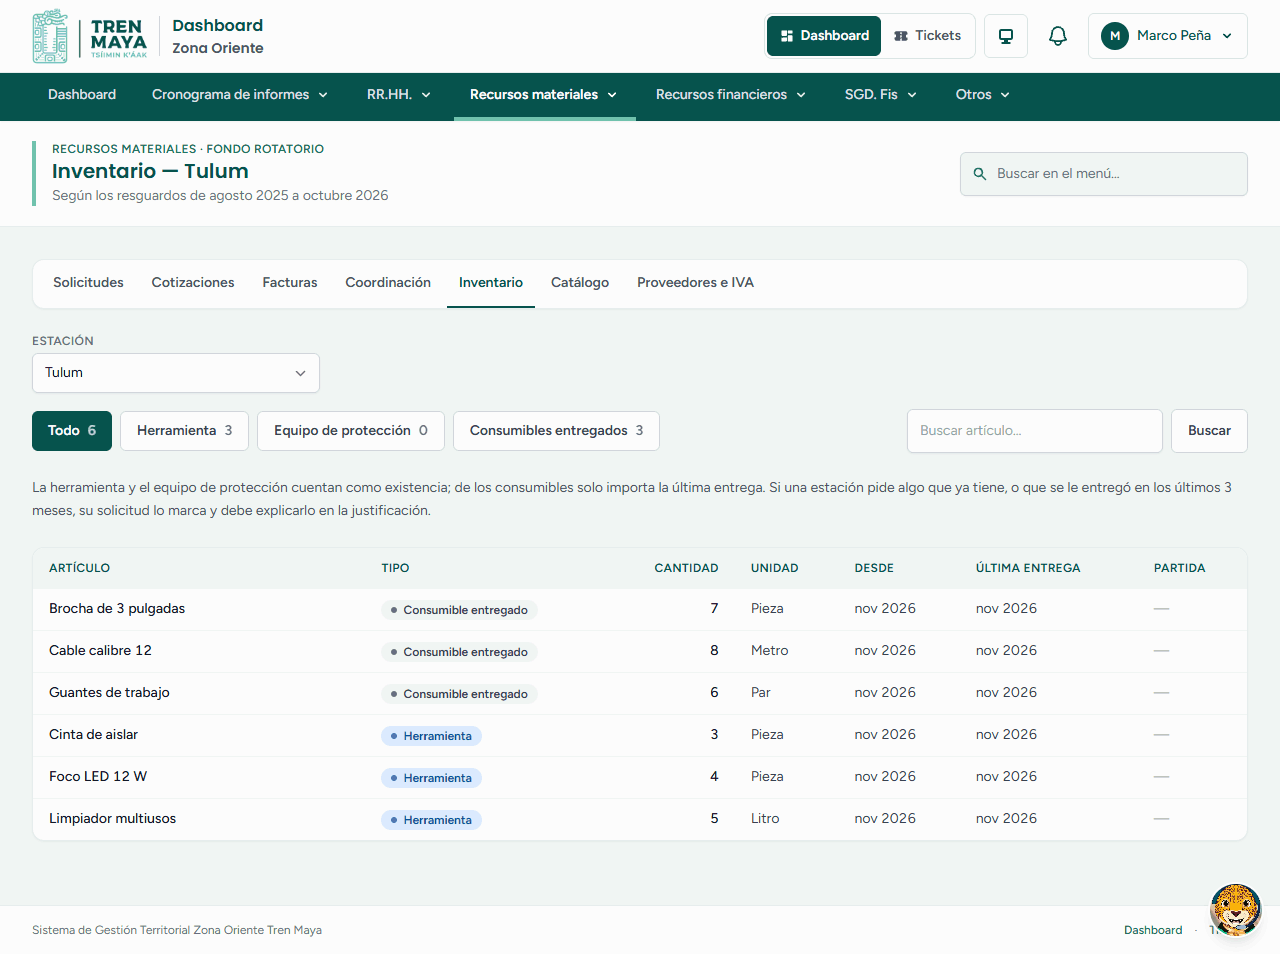 TREN
MAYA
TSÍIMIN K'ÁAK
Dashboard
Zona Oriente
Dashboard
Tickets
M
Marco Peña
Dashboard
Cronograma de informes
RR.HH.
Recursos materiales
Recursos financieros
SGD. Fis
Otros
RECURSOS MATERIALES · FONDO ROTATORIO
Inventario — Tulum
Según los resguardos de agosto 2025 a octubre 2026
Buscar en el menú...
Solicitudes
Cotizaciones
Facturas
Coordinación
Inventario
Catálogo
Proveedores e IVA
ESTACIÓN
Tulum
Todo 6
Herramienta 3
Equipo de protección 0
Consumibles entregados 3
Buscar artículo...
Buscar
La herramienta y el equipo de protección cuentan como existencia; de los consumibles solo importa la última entrega. Si una estación pide algo que ya tiene, o que se le entregó en los últimos 3
meses, su solicitud lo marca y debe explicarlo en la justificación.
ARTÍCULO TIPO CANTIDAD UNIDAD DESDE ÚLTIMA ENTREGA PARTIDA
Brocha de 3 pulgadas Consumible entregado 7 Pieza nov 2026 nov 2026 —
Cable calibre 12 Consumible entregado 8 Metro nov 2026 nov 2026 —
Guantes de trabajo Consumible entregado 6 Par nov 2026 nov 2026 —
Cinta de aislar Herramienta 3 Pieza nov 2026 nov 2026 —
Foco LED 12 W Herramienta 4 Pieza nov 2026 nov 2026 —
Limpiador multiusos Herramienta 5 Litro nov 2026 nov 2026 —
Sistema de Gestión Territorial Zona Oriente Tren Maya
Dashboard ·